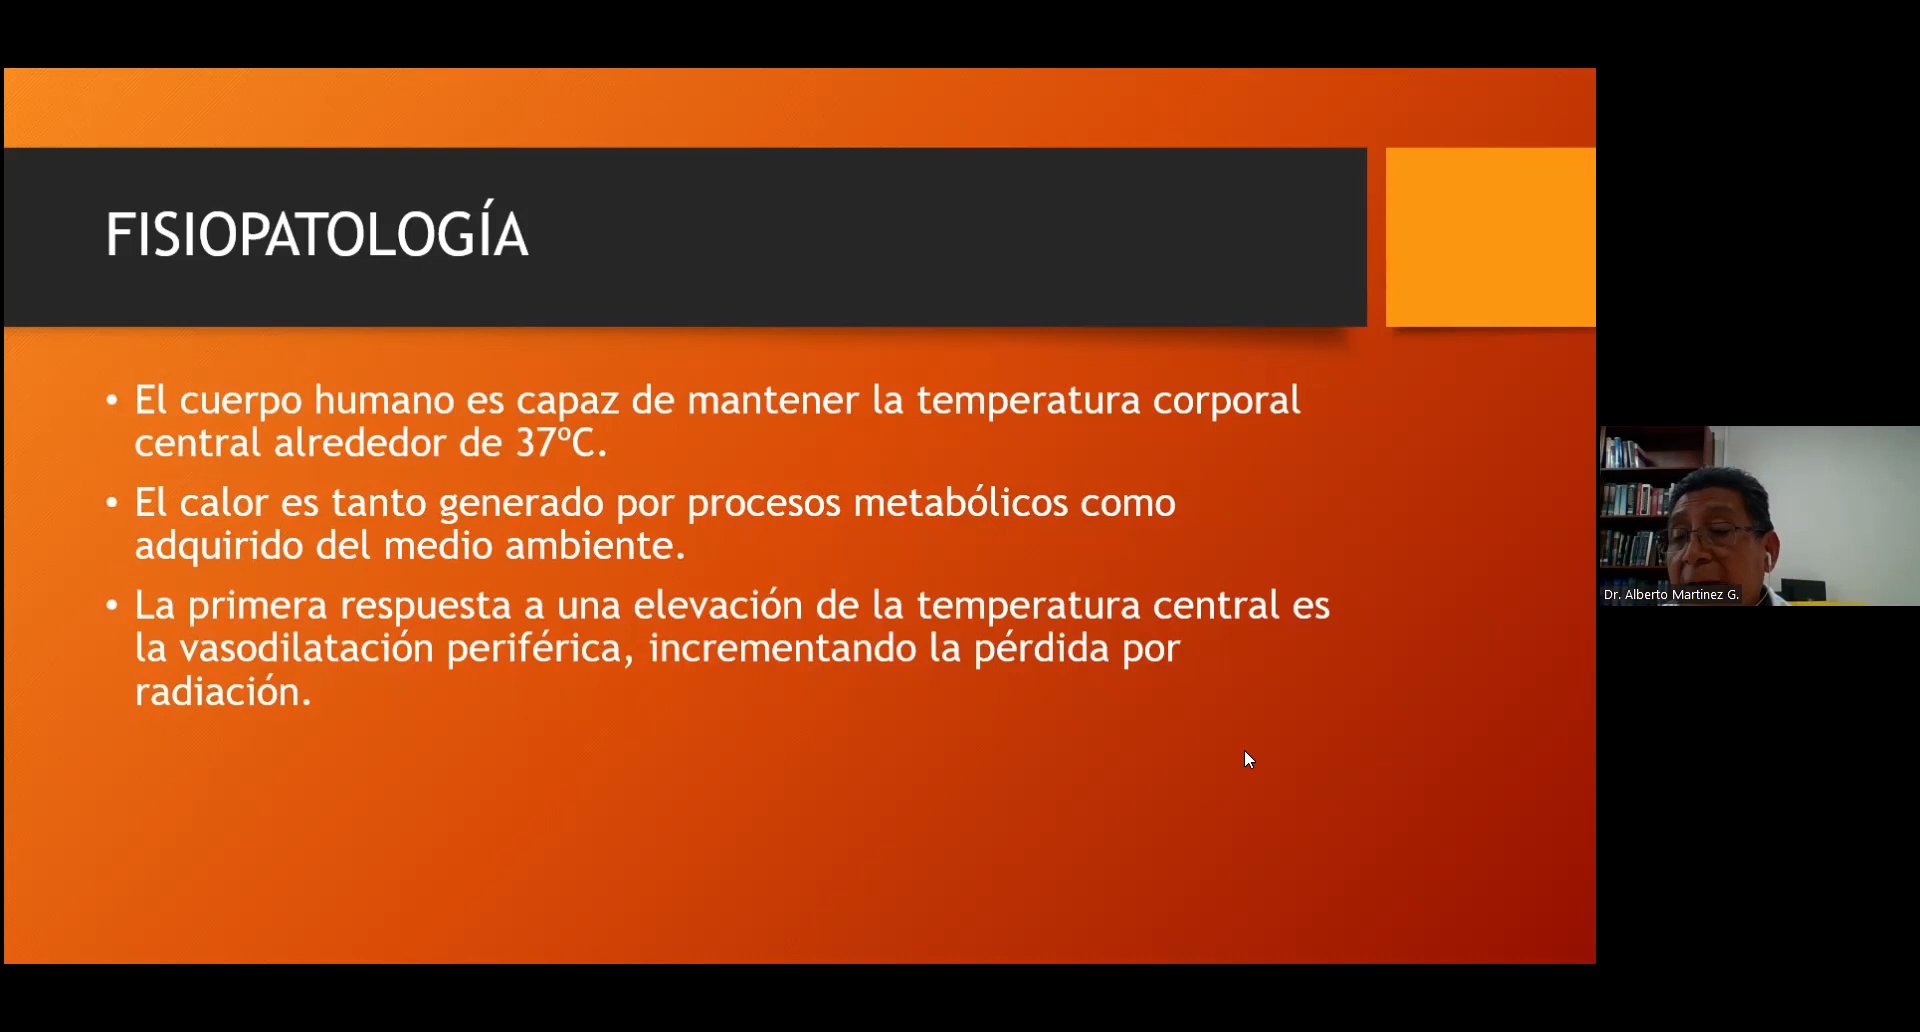 FISIOPATOLOGÍA
• El cuerpo humano es capaz de mantener la temperatura corporal
central alrededor de 37ºC.
• El calor es tanto generado por procesos metabólicos como
adquirido del medio ambiente.
• La primera respuesta a una elevación de la temperatura central es
la vasodilatación periférica, incrementando la pérdida por
radiación.
Dr. Alberto Martínez G.